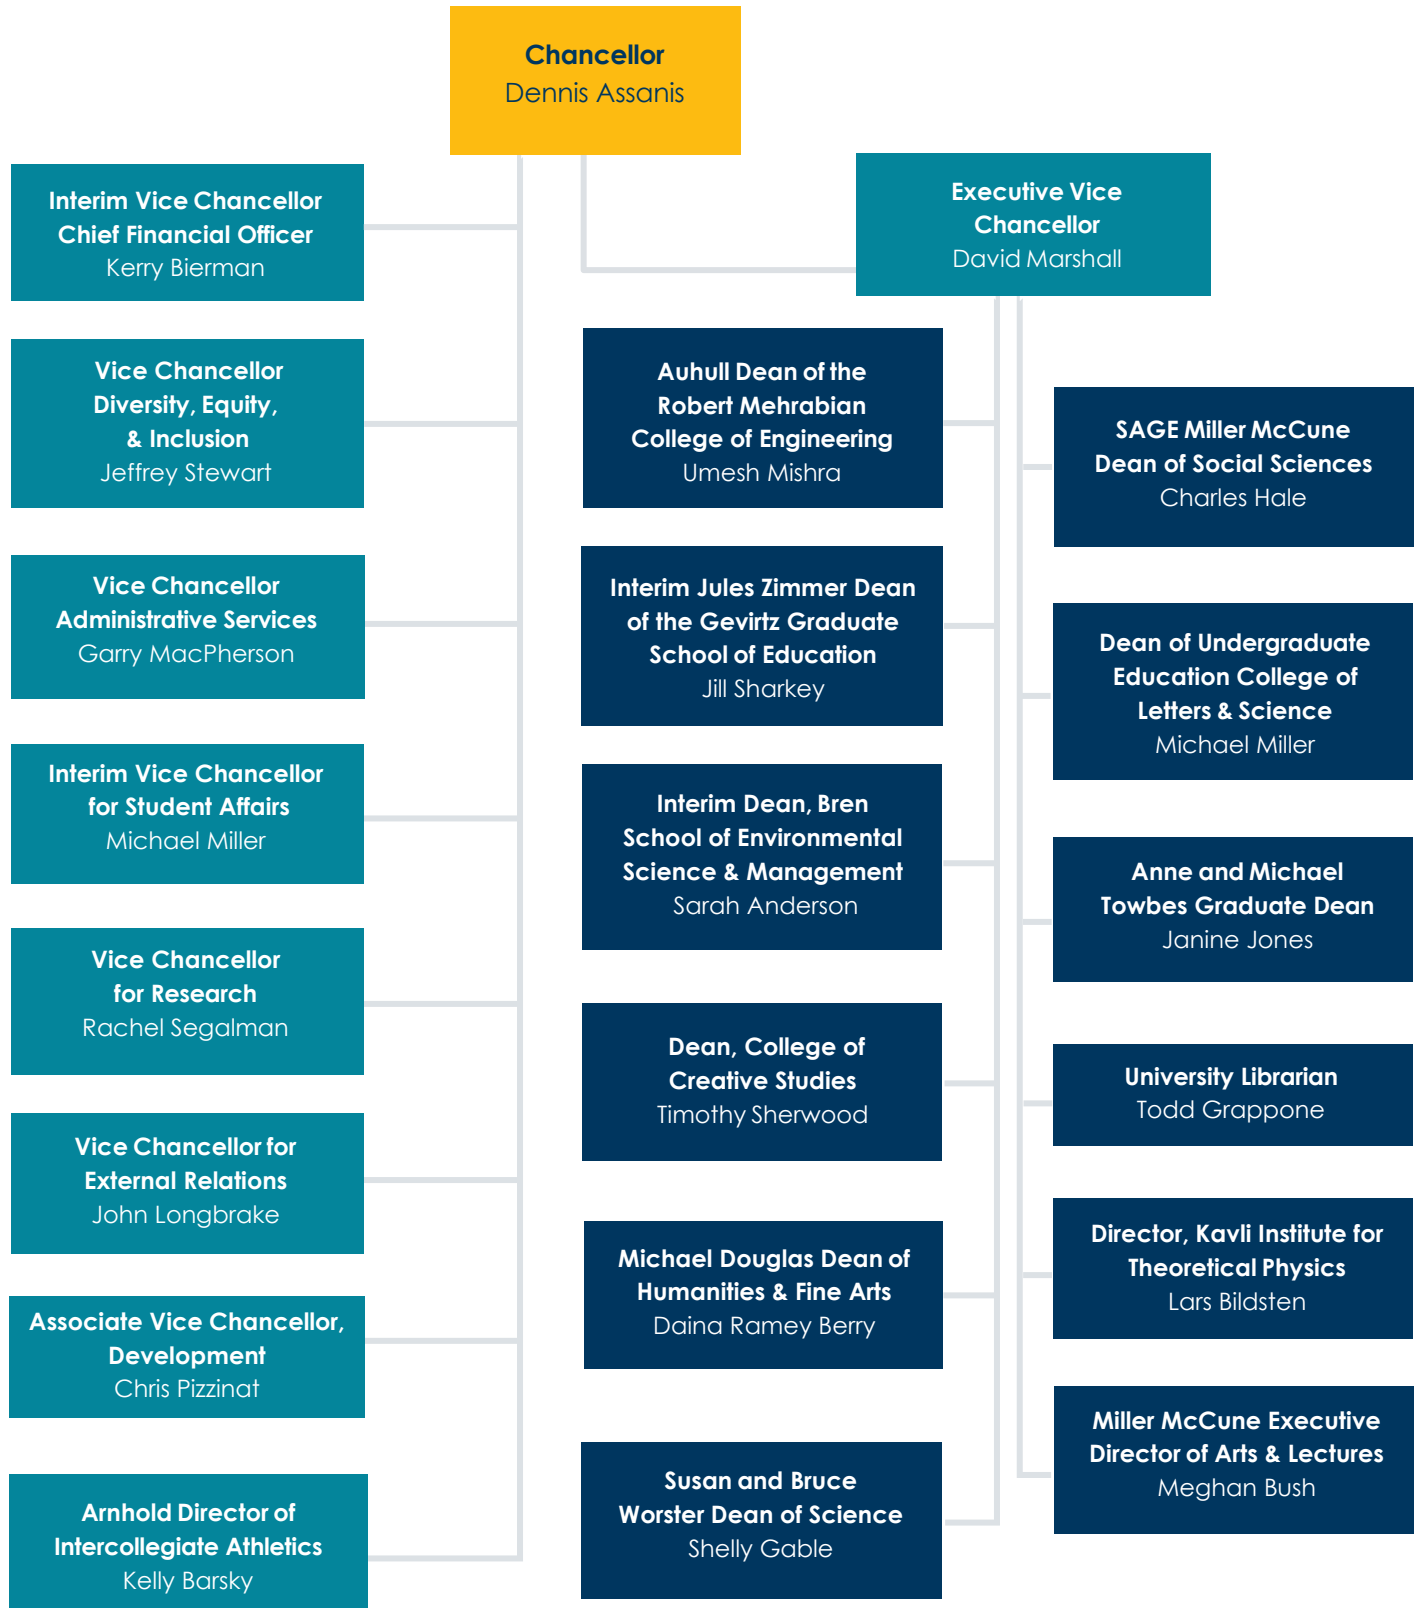 Chancellor
Dennis Assanis
Interim Vice Chancellor
Chief Financial Officer
Kerry Bierman
Vice Chancellor
Diversity, Equity,
& Inclusion
Jeffrey Stewart
Vice Chancellor
Administrative Services
Garry MacPherson
Interim Vice Chancellor
for Student Affairs
Michael Miller
Vice Chancellor
for Research
Rachel Segalman
Vice Chancellor for
External Relations
John Longbrake
Associate Vice Chancellor,
Development
Chris Pizzinat
Arnhold Director of
Intercollegiate Athletics
Kelly Barsky
Executive Vice
Chancellor
David Marshall
Auhull Dean of the
Robert Mehrabian
College of Engineering
Umesh Mishra
Interim Jules Zimmer Dean
of the Gevirtz Graduate
School of Education
Jill Sharkey
Interim Dean, Bren
School of Environmental
Science & Management
Sarah Anderson
Dean, College of
Creative Studies
Timothy Sherwood
Michael Douglas Dean of
Humanities & Fine Arts
Daina Ramey Berry
Susan and Bruce
Worster Dean of Science
Shelly Gable
SAGE Miller McCune
Dean of Social Sciences
Charles Hale
Dean of Undergraduate
Education College of
Letters & Science
Michael Miller
Anne and Michael
Towbes Graduate Dean
Janine Jones
University Librarian
Todd Grappone
Director, Kavli Institute for
Theoretical Physics
Lars Bildsten
Miller McCune Executive
Director of Arts & Lectures
Meghan Bush